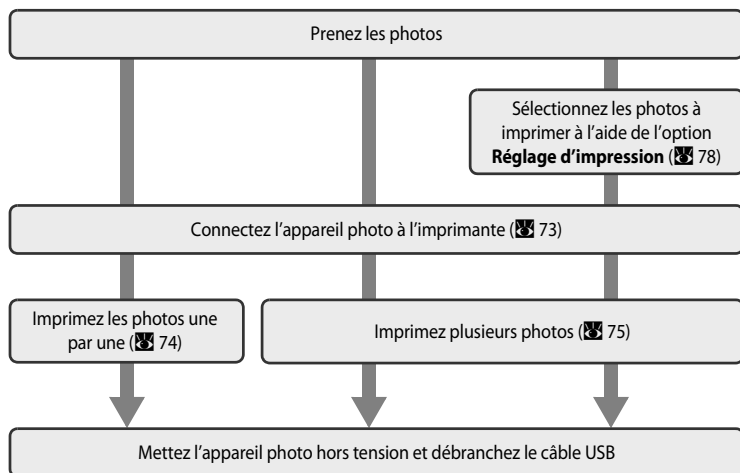 Prenez les photos
Sélectionnez les photos à
imprimer à l'aide de l'option
Réglage d'impression ( 78)
Connectez l'appareil photo à l'imprimante ( 73)
Imprimez les photos une
par une ( 74)
Imprimez plusieurs photos ( 75)
Mettez l'appareil photo hors tension et débranchez le câble USB